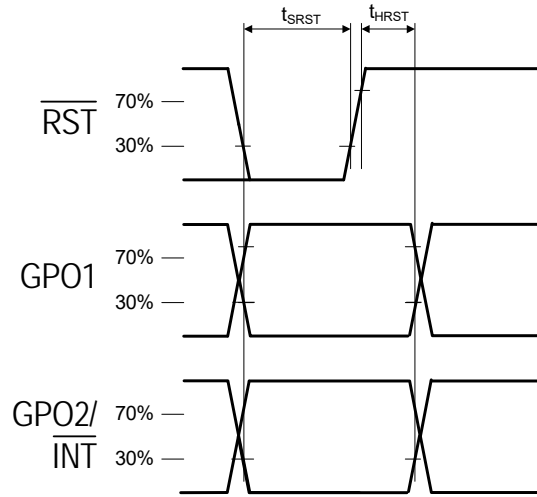 tSRST
tHRST
RST
70%
30%
GPO1
70%
30%
GPO2/
INT
70%
30%